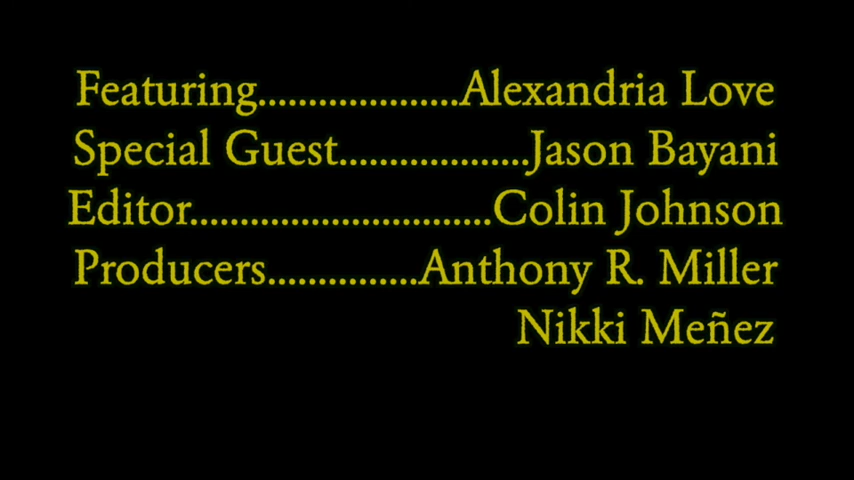 Featuring....................Alexandria Love
Special Guest...................Jason Bayani
Editor..............................Colin Johnson
Producers...............Anthony R. Miller
Nikki Meñez